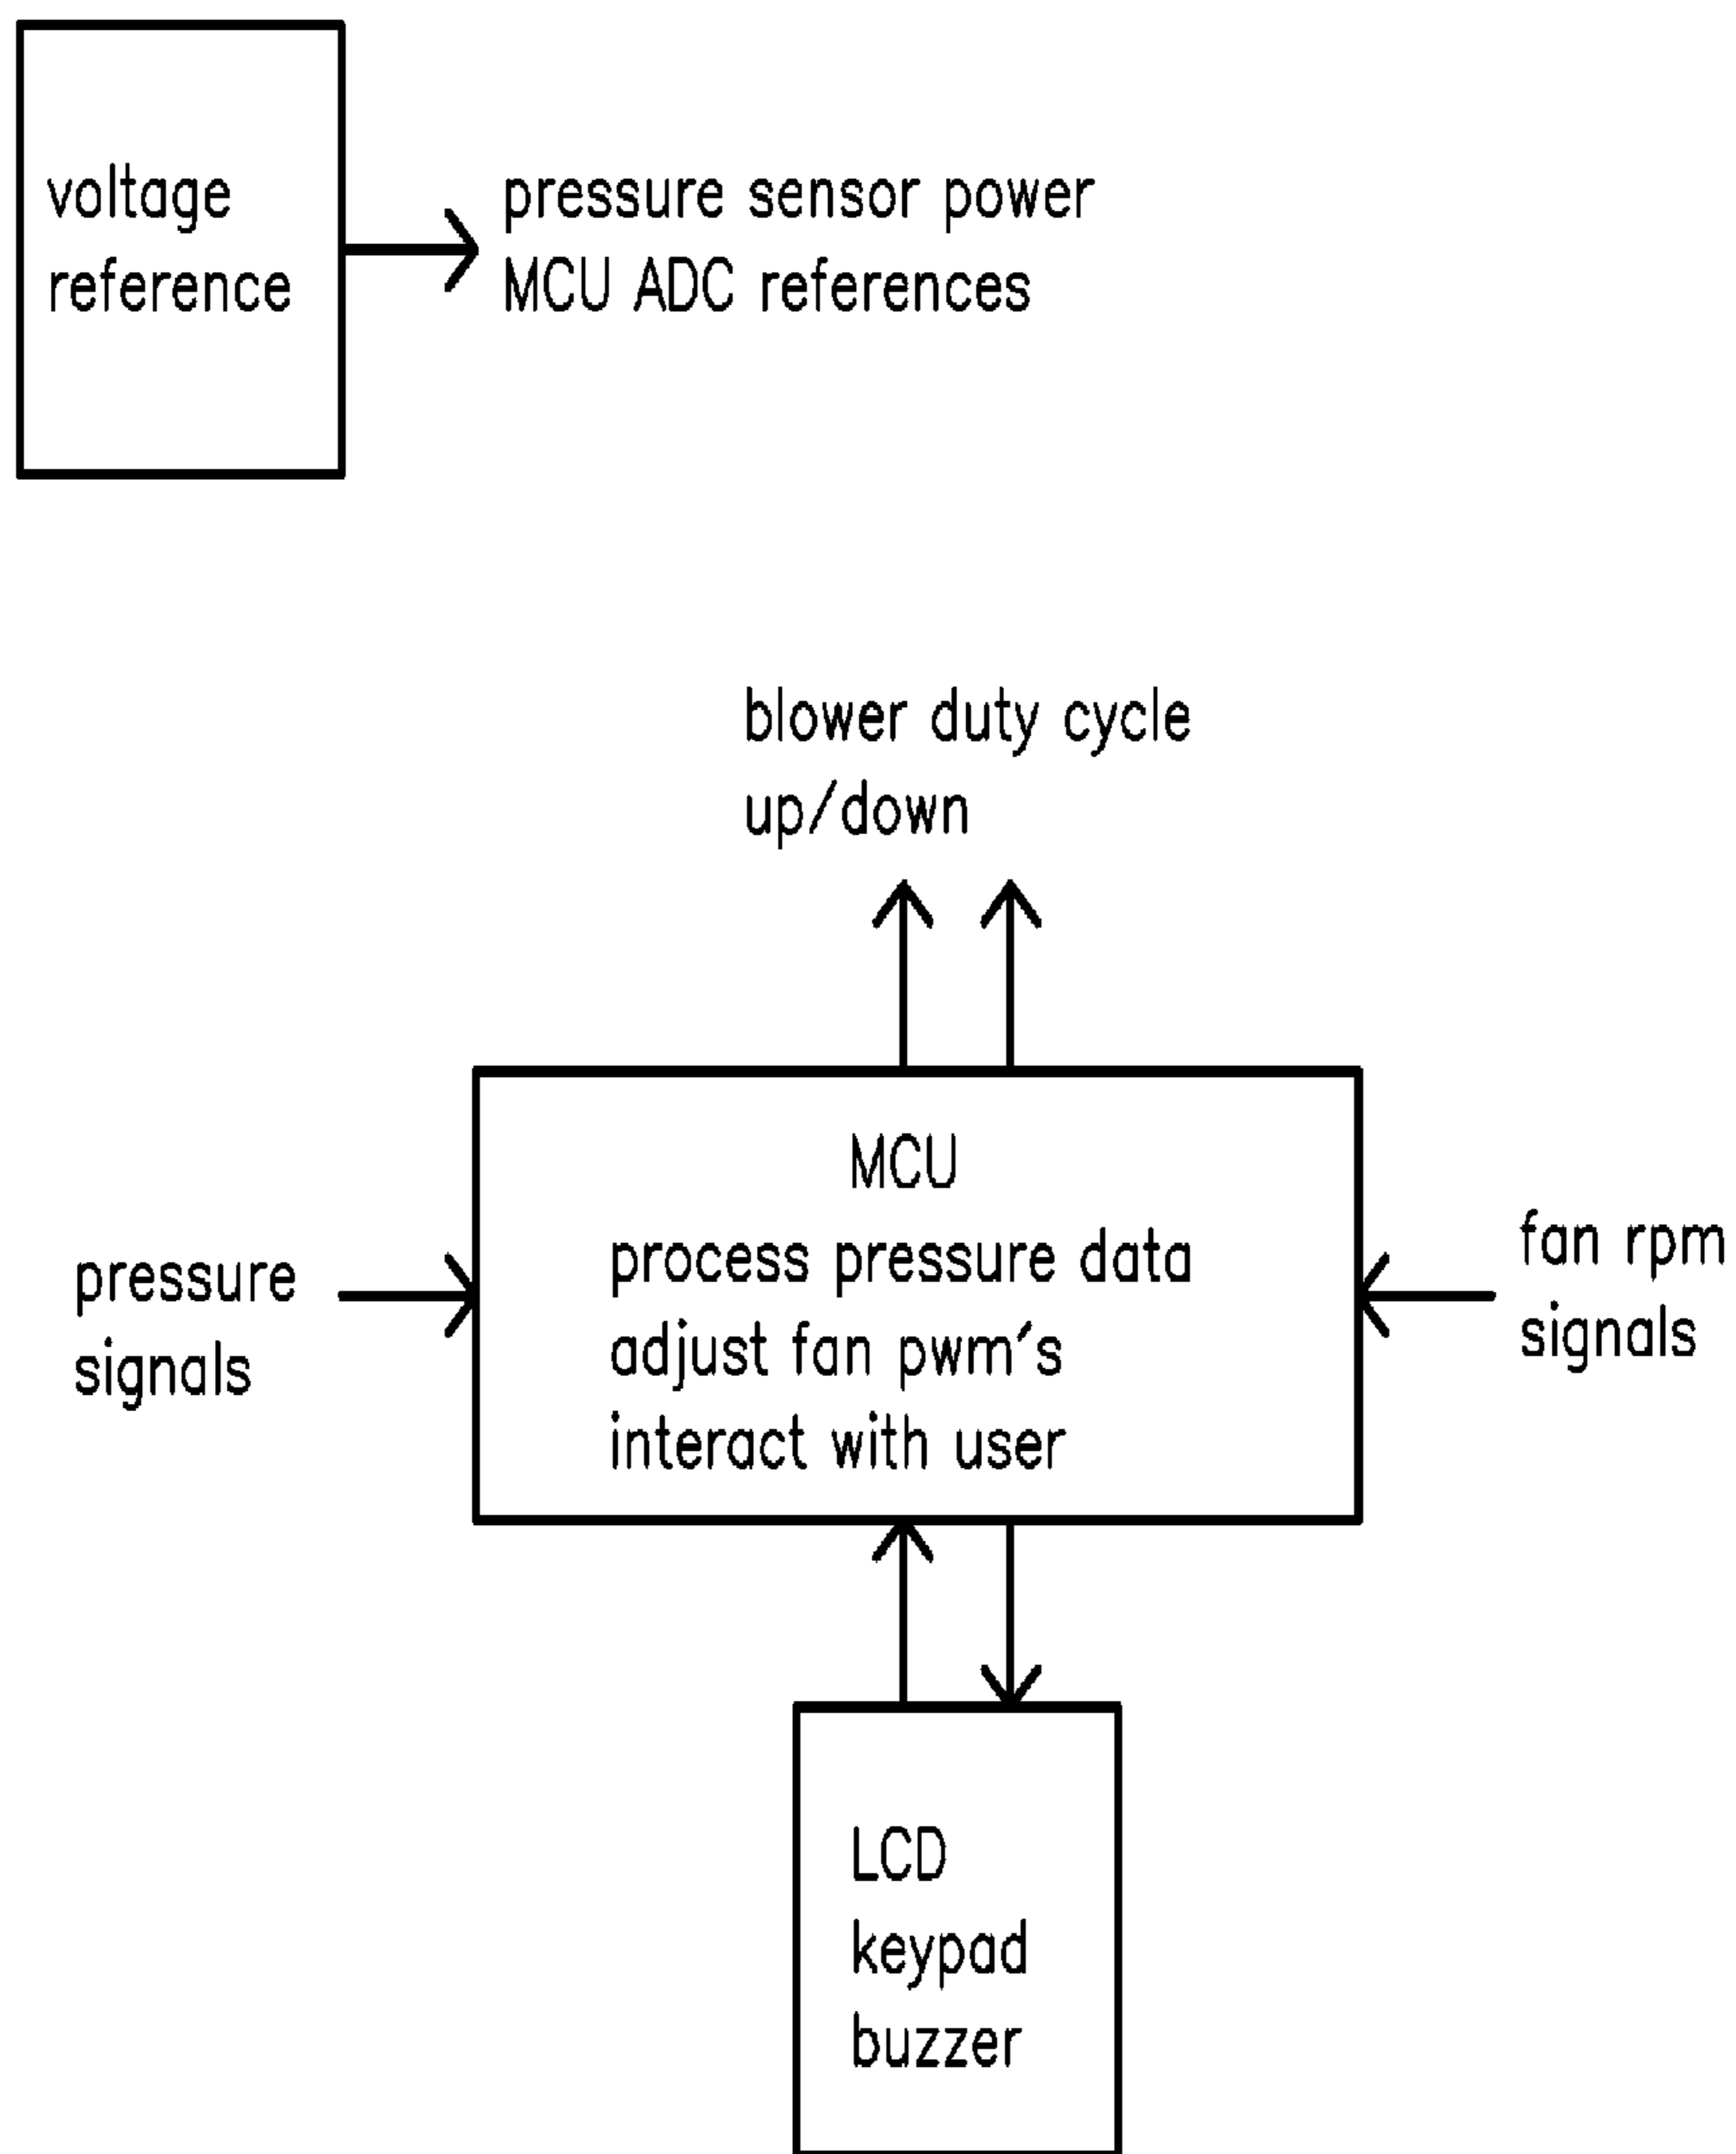 voltage
reference
pressure sensor power
MCU ADC references
blower duty cycle
up/down
MCU
process pressure data
adjust fan pwm's
interact with user
pressure
signals
fan rpm
signals
LCD
keypad
buzzer